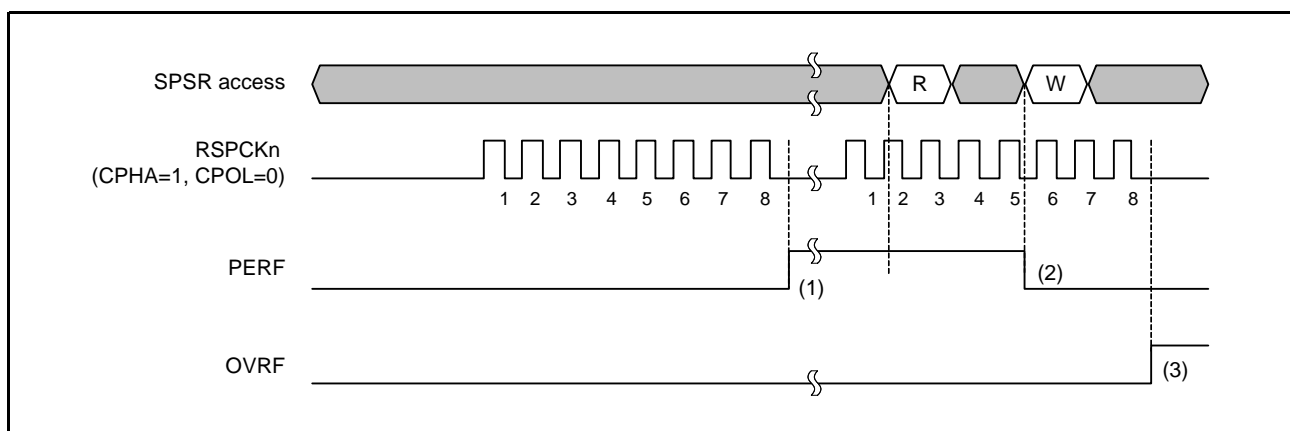 SPSR access
R
W
RSPCKn
(CPHA=1, CPOL=0)
1 2 3 4 5 6 7 8 1 2 3 4 5 6 7 8
PERF
(1)
(2)
OVRF
(3)